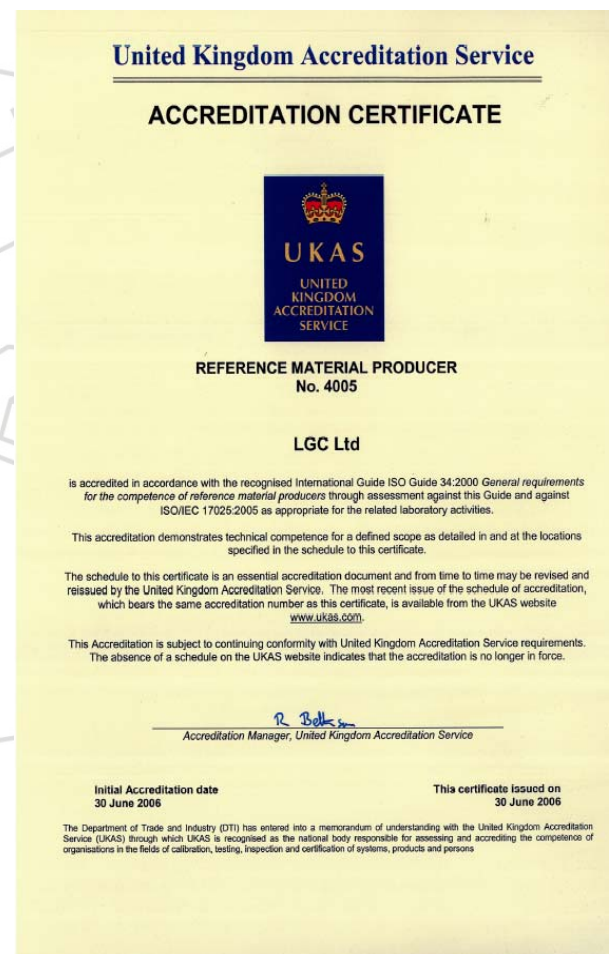 United Kingdom Accreditation Service
ACCREDITATION CERTIFICATE
UKAS
UNITED
KINGDOM
ACCREDITATION
SERVICE
REFERENCE MATERIAL PRODUCER
No. 4005
LGC Ltd
is accredited in accordance with the recognised International Guide ISO Guide 34:2000 General requirements
for the competence of reference material producers through assessment against this Guide and against
ISO/IEC 17025:2005 as appropriate for the related laboratory activities.
This accreditation demonstrates technical competence for a defined scope as detailed in and at the locations
specified in the schedule to this certificate.
The schedule to this certificate is an essential accreditation document and from time to time may be revised and
reissued by the United Kingdom Accreditation Service. The most recent issue of the schedule of accreditation,
which bears the same accreditation number as this certificate, is available from the UKAS website
www.ukas.com.
This Accreditation is subject to continuing conformity with United Kingdom Accreditation Service requirements.
The absence of a schedule on the UKAS website indicates that the accreditation is no longer in force.
R
Accreditation Manager, United Kingdom Accreditation Service
Initial Accreditation date
30 June 2006
This certificate issued on
30 June 2006
The Department of Trade and Industry (DTI) has entered into a memorandum of understanding with the United Kingdom Accreditation
Service (UKAS) through which UKAS is recognised as the national body responsible for assessing and accrediting the competence of
organisations in the fields of calibration, testing, inspection and certification of systems, products and persons